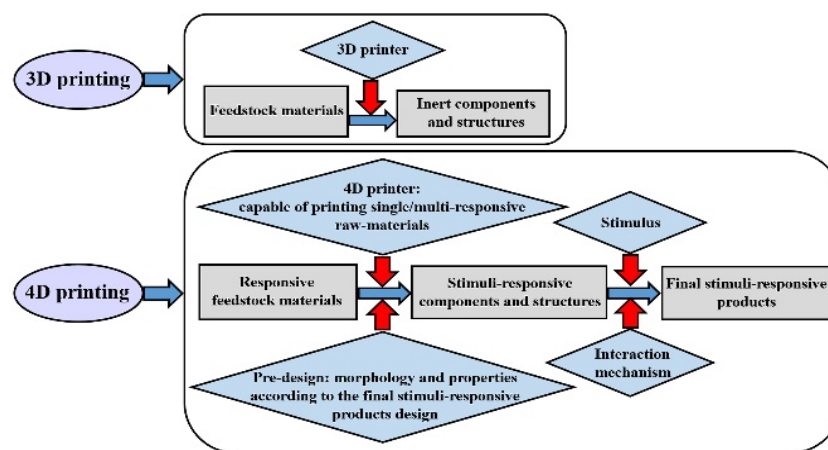 3D printing
3D printer
Feedstock materials
Inert components
and structures
4D printing
4D printer:
capable of printing single/multi-responsive
raw-materials
Stimulus
Responsive
feedstock materials
Stimuli-responsive
components and structures
Final stimuli-responsive
products
Pre-design: morphology and properties
according to the final stimuli-responsive
products design
Interaction
mechanism